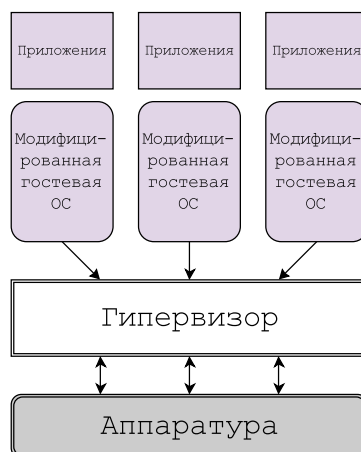 Приложения
Приложения
Приложения
Модифици-
рованная
гостевая
ОС
Модифици-
рованная
гостевая
ОС
Модифици-
рованная
гостевая
ОС
Гипервизор
Аппаратура